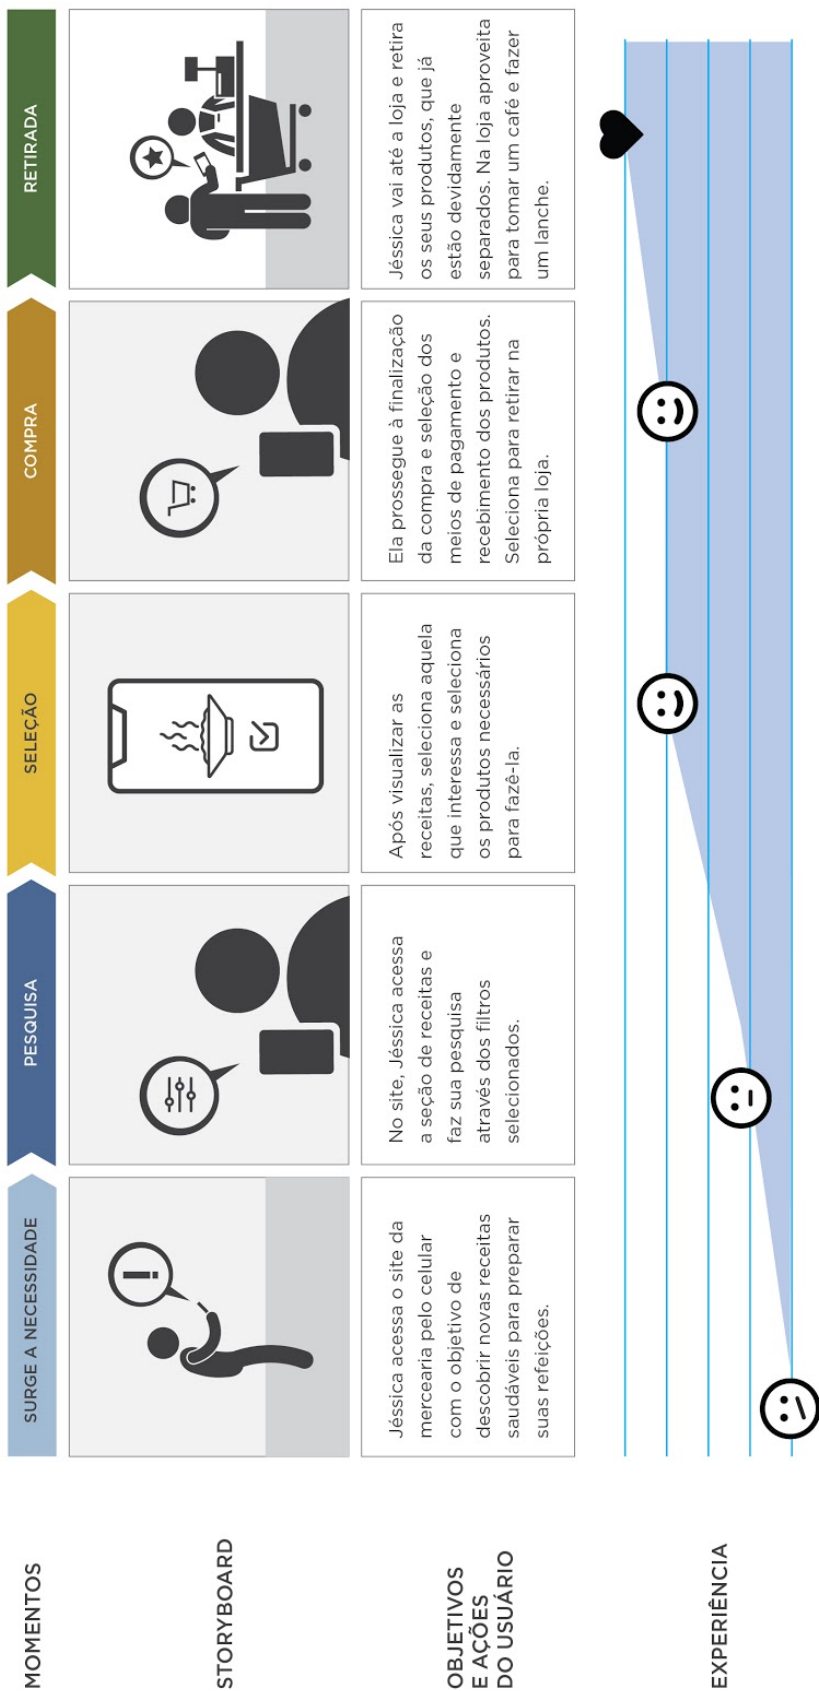 MOMENTOS
SURGE A NECESSIDADE
PESQUISA
SELEÇÃO
COMPRA
RETIRADA
STORYBOARD
OBJETIVOS
E AÇÕES
DO USUÁRIO
Jéssica acessa o site da
mercearia pelo celular
com o objetivo de
descobrir novas receitas
saudáveis para preparar
suas refeições.
No site, Jéssica acessa
a seção de receitas e
faz sua pesquisa
através dos filtros
selecionados.
Após visualizar as
receitas, seleciona aquela
que interessa e seleciona
os produtos necessários
para fazê-la.
Ela prossegue à finalização
da compra e seleção dos
meios de pagamento e
recebimento dos produtos.
Seleciona para retirar na
própria loja.
Jéssica vai até a loja e retira
os seus produtos, que já
estão devidamente
separados. Na loja aproveita
para tomar um café e fazer
um lanche.
EXPERIÊNCIA